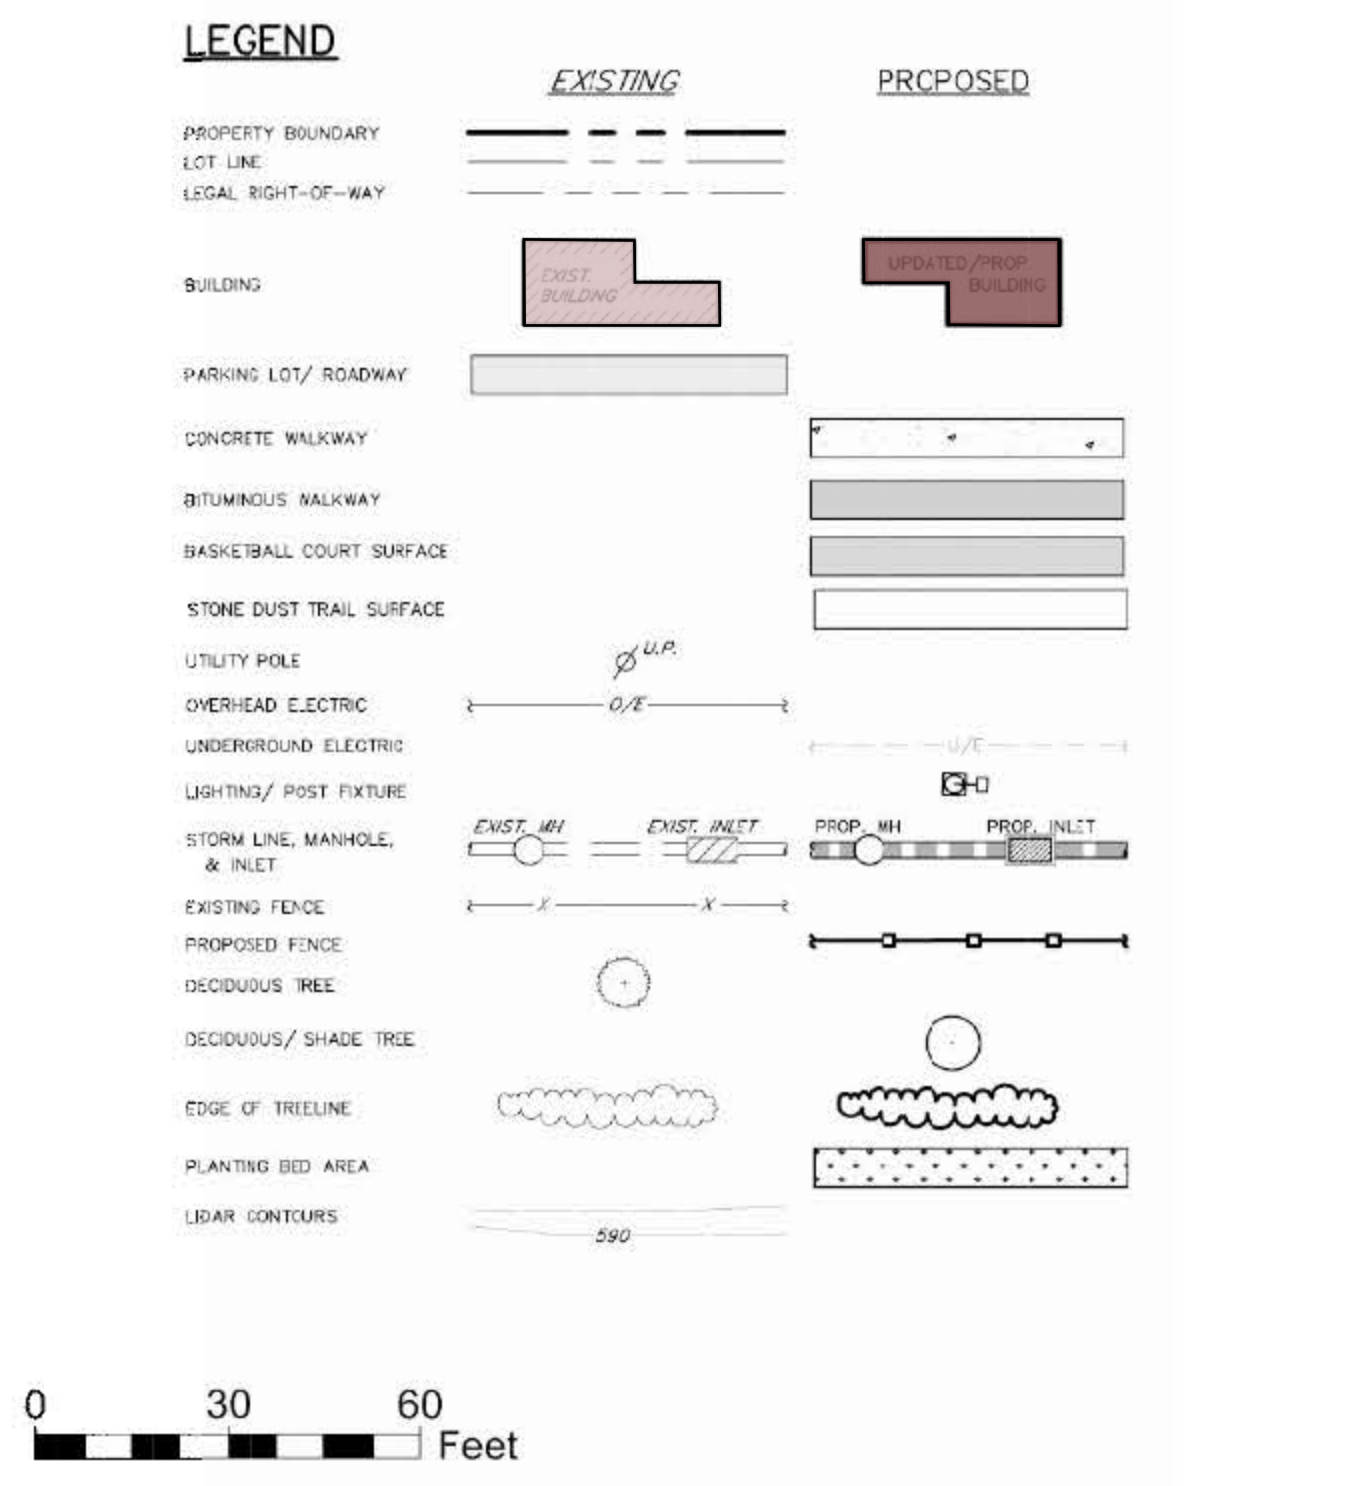 LEGEND
EXISTING PROPOSED
PROPERTY BOUNDARY
LOT LINE
LEGAL RIGHT-OF-WAY
BUILDING
EXIST.
BUILDING
UPDATED/PROP.
BUILDING
PARKING LOT/ ROADWAY
CONCRETE WALKWAY
BITUMINOUS WALKWAY
BASKETBALL COURT SURFACE
STONE DUST TRAIL SURFACE
UTILITY POLE U.P.
OVERHEAD ELECTRIC O/E
UNDERGROUND ELECTRIC U/E
LIGHTING/ POST FIXTURE
EXIST. MH EXIST. INLET PROP. MH PROP. INLET
STORM LINE, MANHOLE,
& INLET
EXISTING FENCE X X
PROPOSED FENCE
DECIDUOUS TREE
DECIDUOUS/ SHADE TREE
EDGE OF TREELINE
PLANTING BED AREA
LIDAR CONTOURS
590
0 30 60
Feet